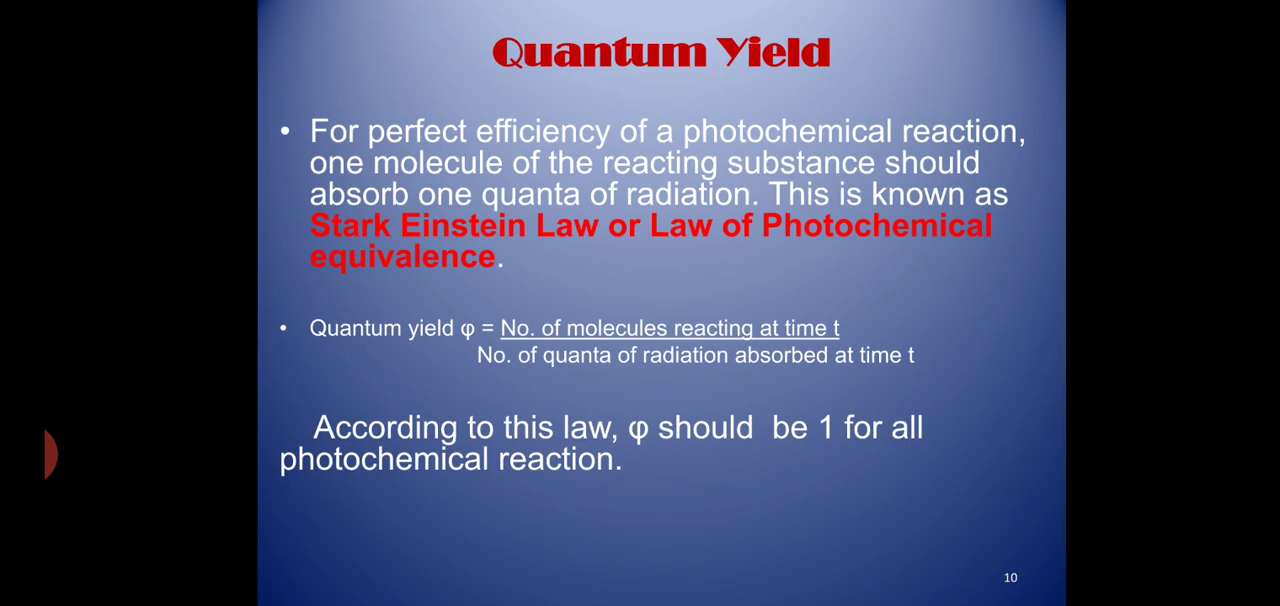 Quantum Yield
• For perfect efficiency of a photochemical reaction,
one molecule of the reacting substance should
absorb one quanta of radiation. This is known as
Stark Einstein Law or Law of Photochemical
equivalence.
• Quantum yield φ = No. of molecules reacting at time t
No. of quanta of radiation absorbed at time t
According to this law, φ should be 1 for all
photochemical reaction.
10